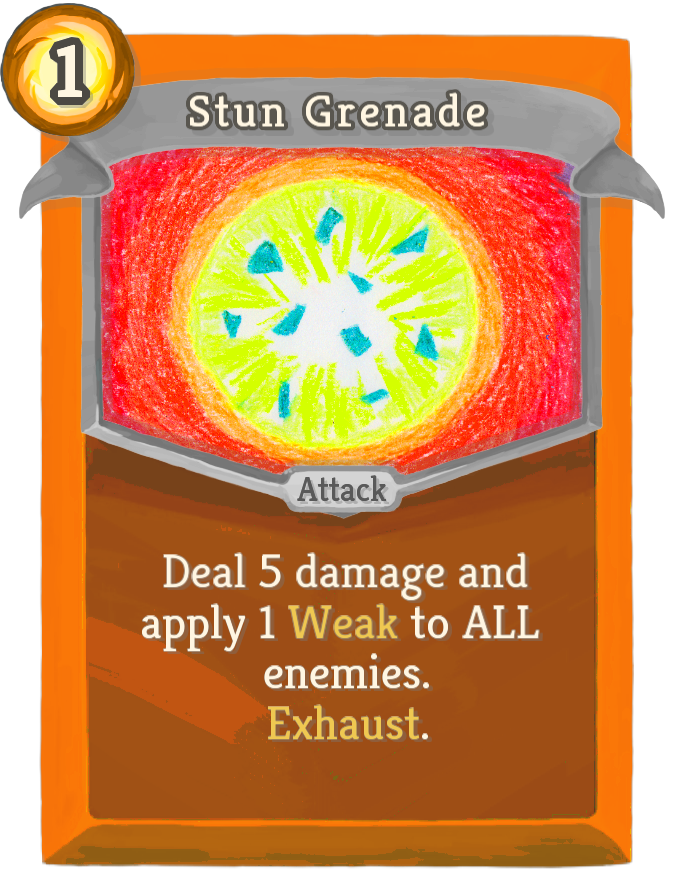 1
Stun Grenade
Attack
Deal 5 damage and
apply 1 Weak to ALL
enemies.
Exhaust.